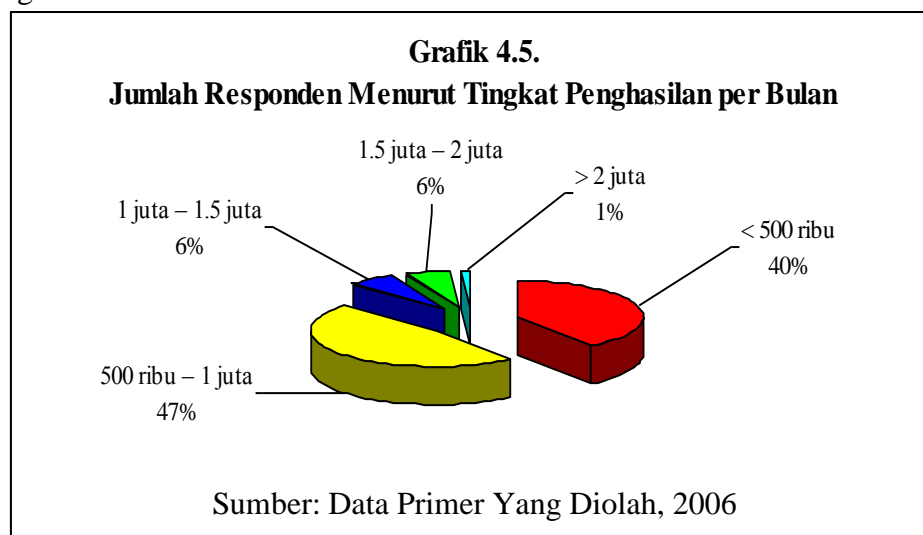 Grafik 4.5.
Jumlah Responden Menurut Tingkat Penghasilan per Bulan
1.5 juta – 2 juta
6%
> 2 juta
1%
1 juta – 1.5 juta
6%
< 500 ribu
40%
500 ribu – 1 juta
47%
Sumber: Data Primer Yang Diolah, 2006